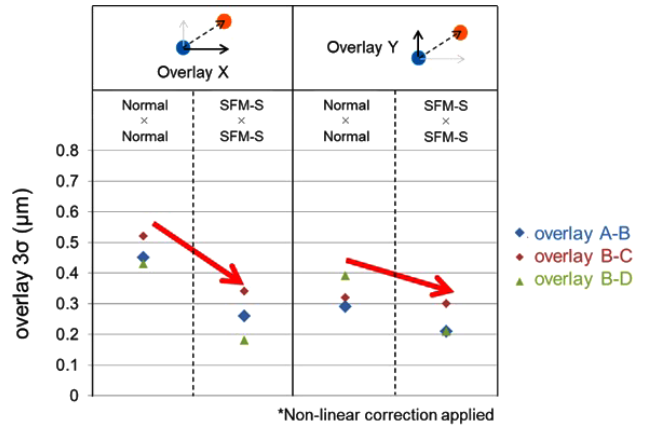 Overlay X
Overlay Y
Normal
×
Normal
SFM-S
×
SFM-S
Normal
×
Normal
SFM-S
×
SFM-S
overlay 3σ (μm)
0.8
0.7
0.6
0.5
0.4
0.3
0.2
0.1
0
overlay A-B
overlay B-C
overlay B-D
*Non-linear correction applied